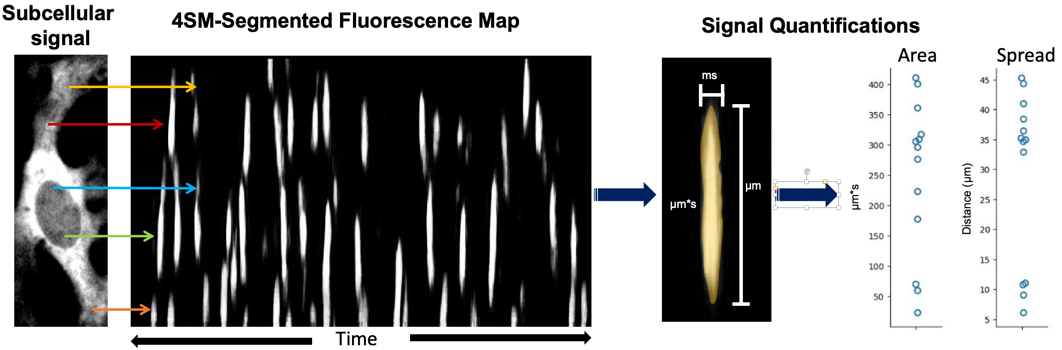 Subcellular
signal
4SM-Segmented Fluorescence Map
Time
Signal Quantifications
ms
µm
µm*s
Area
µm*s
400
350
300
250
200
150
100
50
Spread
Distance (µm)
45
40
35
30
25
20
15
10
5